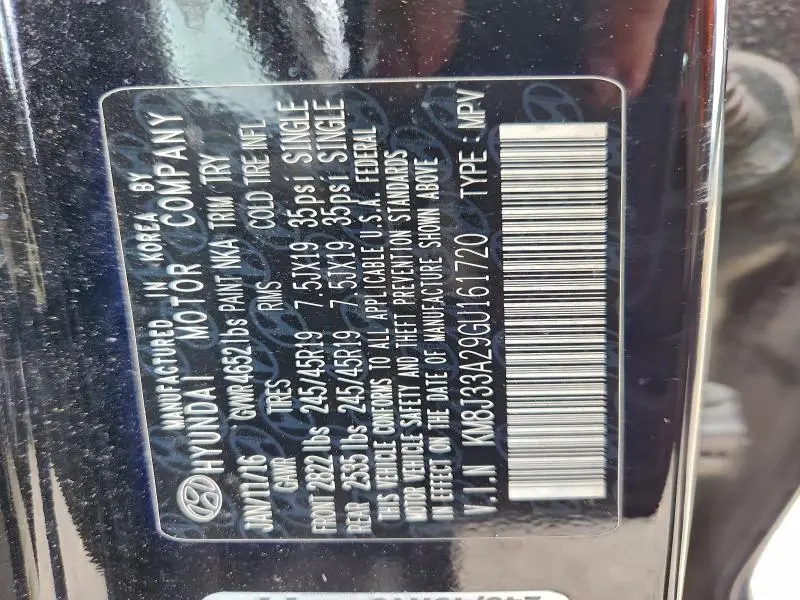 MANUFACTURED IN KOREA BY
HYUNDAI MOTOR COMPANY
JAN/11/16 GVWR 4652 lbs PAINT NKA TRIM TRY
GAWR TIRES RIMS COLD TIRE INFL
FRONT 2822 lbs 245/45R19 7.5JX19 35psi SINGLE
REAR 2635 lbs 245/45R19 7.5JX19 35psi SINGLE
THIS VEHICLE CONFORMS TO ALL APPLICABLE U.S.A. FEDERAL
MOTOR VEHICLE SAFETY AND THEFT PREVENTION STANDARDS
IN EFFECT ON THE DATE OF MANUFACTURE SHOWN ABOVE
V.I.N KM8J33A29GU161720 TYPE : MPV